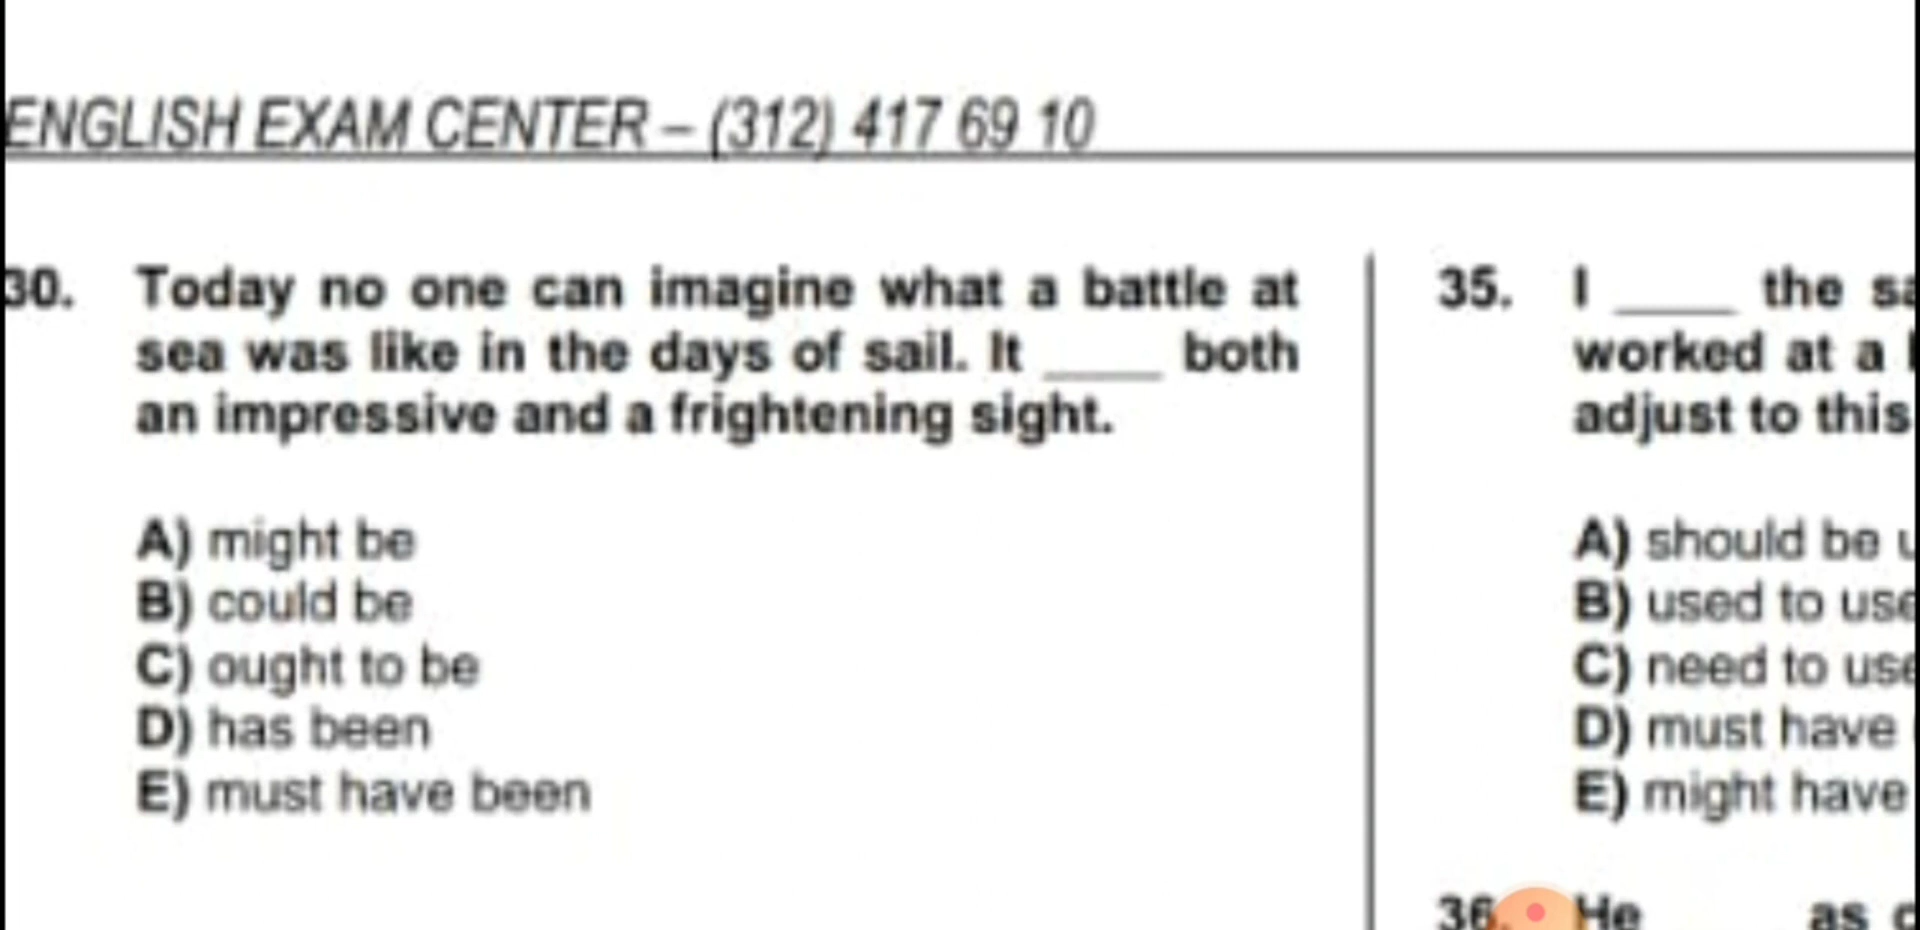 ENGLISH EXAM CENTER – (312) 417 69 10
30. Today no one can imagine what a battle at
sea was like in the days of sail. It ____ both
an impressive and a frightening sight.
A) might be
B) could be
C) ought to be
D) has been
E) must have been
35. I ____ the
worked at a
adjust to this
A) should be
B) used to
C) need to
D) must have
E) might have
36. He ____ as